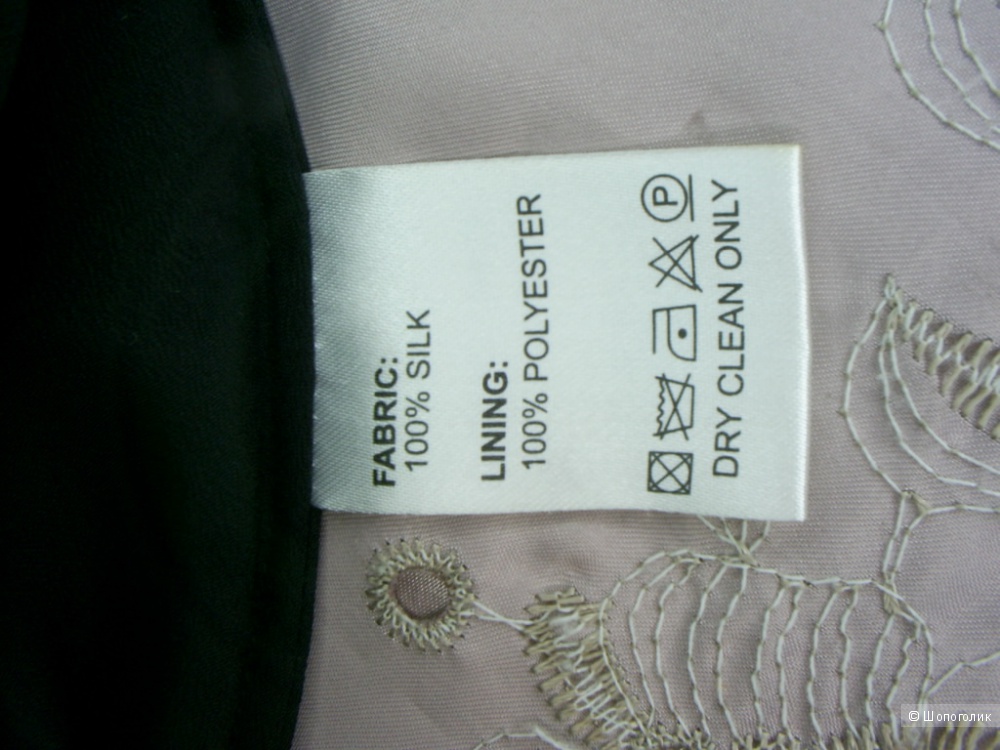 FABRIC:
100% SILK
LINING:
100% POLYESTER
P
DRY CLEAN ONLY
© Шопоголик